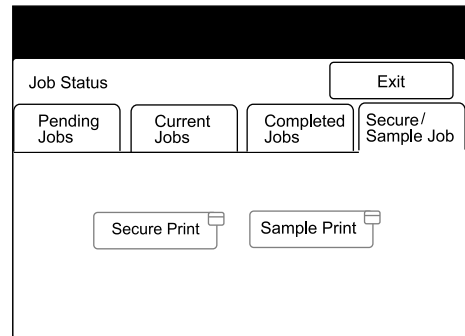 Job Status
Exit
Pending
Jobs
Current
Jobs
Completed
Jobs
Secure/
Sample Job
Secure Print
Sample Print